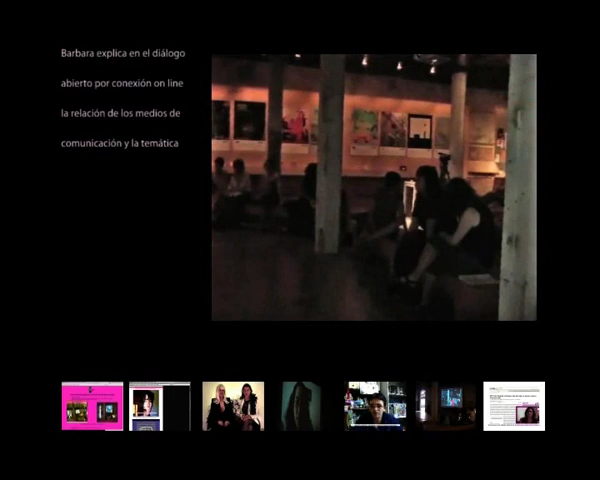 Barbara explica en el diálogo
abierto por conexión on line
la relación de los medios de
comunicación y la temática